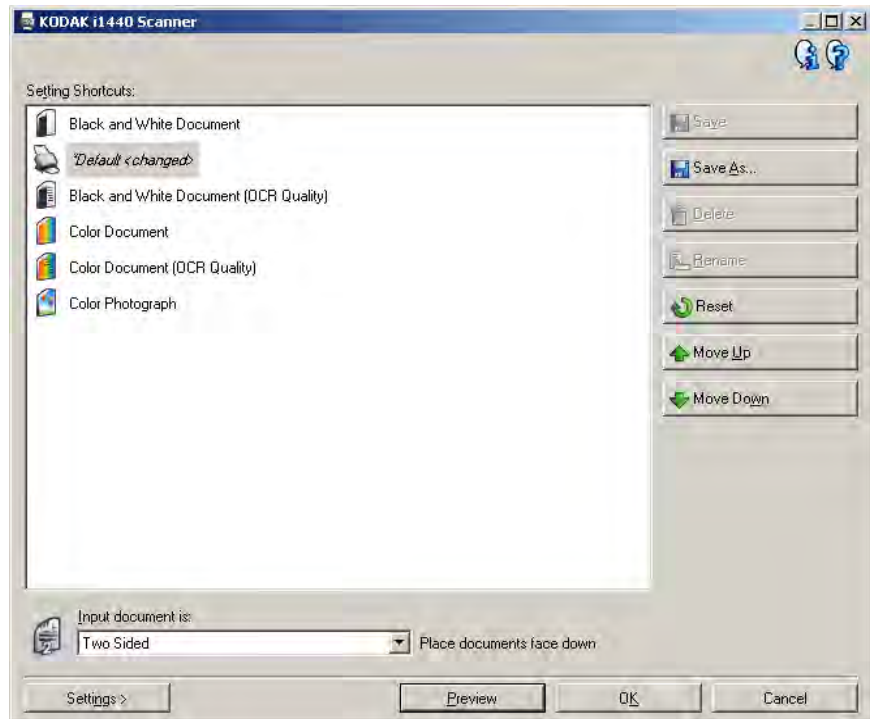 KODAK i1440 Scanner
Setting Shortcuts:
Black and White Document
Save
"Default <changed>
Save As...
Black and White Document (OCR Quality)
Delete
Color Document
Rename
Color Document (OCR Quality)
Color Photograph
Reset
Move Up
Move Down
Input document is:
Two Sided
Place documents face down
Settings >
Preview
OK
Cancel